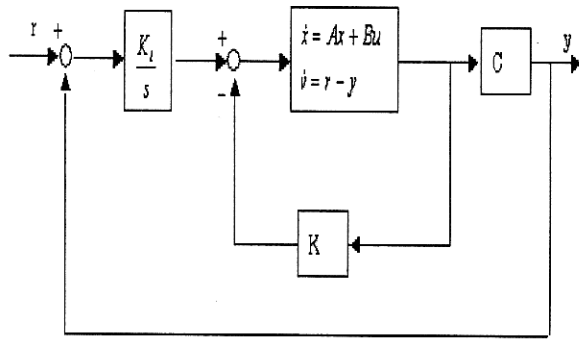 r +
K_i
s
+
-
ẋ = Ax + Bu
v̇ = r - y
C
y
K